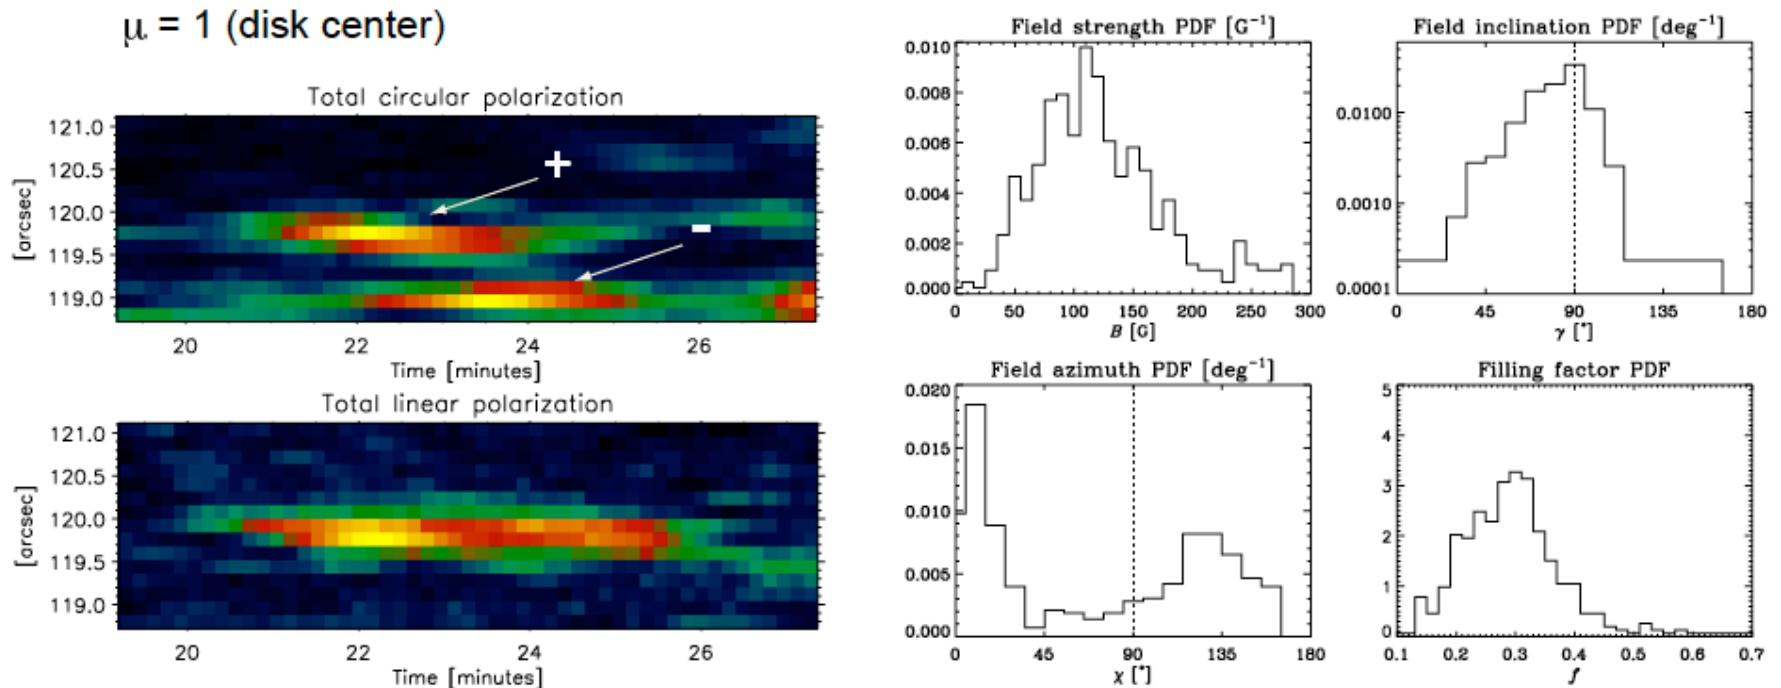 μ = 1 (disk center)
Total circular polarization
121.0
120.5
120.0
119.5
119.0
[arcsec]
+
-
20 22 24 26
Time [minutes]
Total linear polarization
121.0
120.5
120.0
119.5
119.0
[arcsec]
20 22 24 26
Time [minutes]
Field strength PDF [G⁻¹]
0.010
0.008
0.006
0.004
0.002
0.000
0 50 100 150 200 250 300
B [G]
Field inclination PDF [deg⁻¹]
0.0100
0.0010
0.0001
0 45 90 135 180
γ [°]
Field azimuth PDF [deg⁻¹]
0.020
0.015
0.010
0.005
0.000
0 45 90 135 180
χ [°]
Filling factor PDF
5
4
3
2
1
0
0.1 0.2 0.3 0.4 0.5 0.6 0.7
f